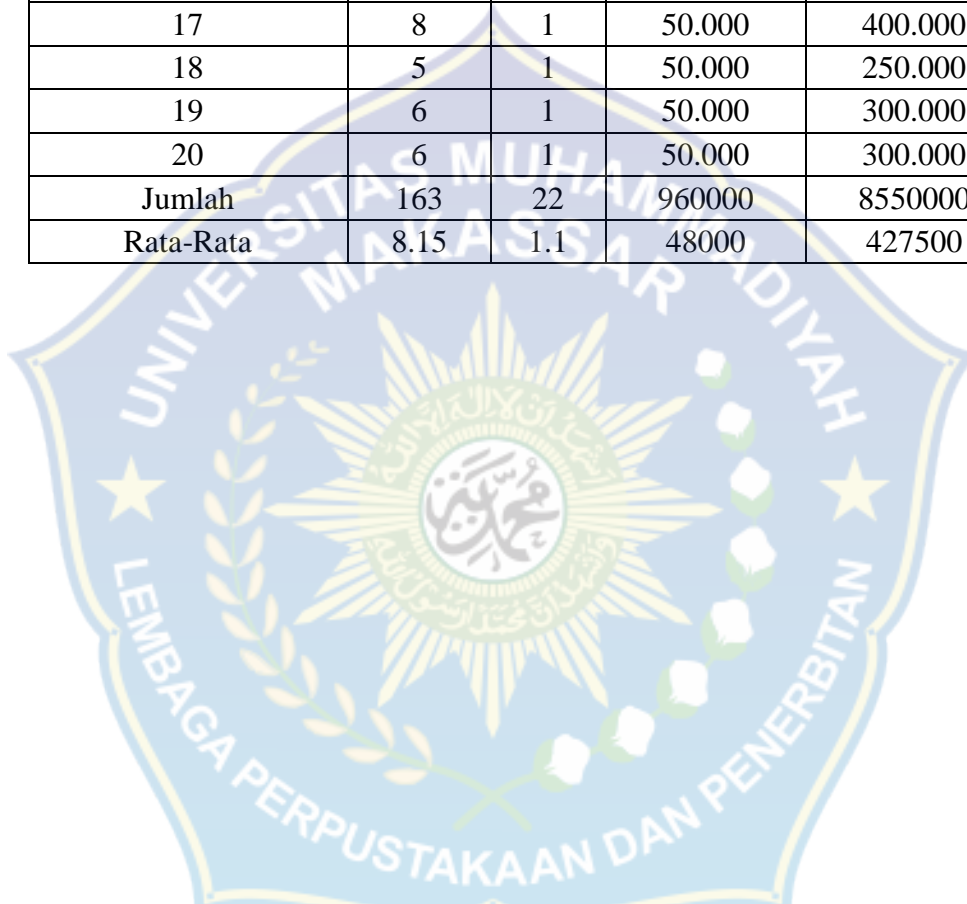 17 8 1 50.000 400.000
18 5 1 50.000 250.000
19 6 1 50.000 300.000
20 6 1 50.000 300.000
Jumlah 163 22 960000 8550000
Rata-Rata 8.15 1.1 48000 427500
UNIVERSITAS MUHAMMADIYAH
MAKASSAR
LEMBAGA PERPUSTAKAAN DAN PENERBITAN